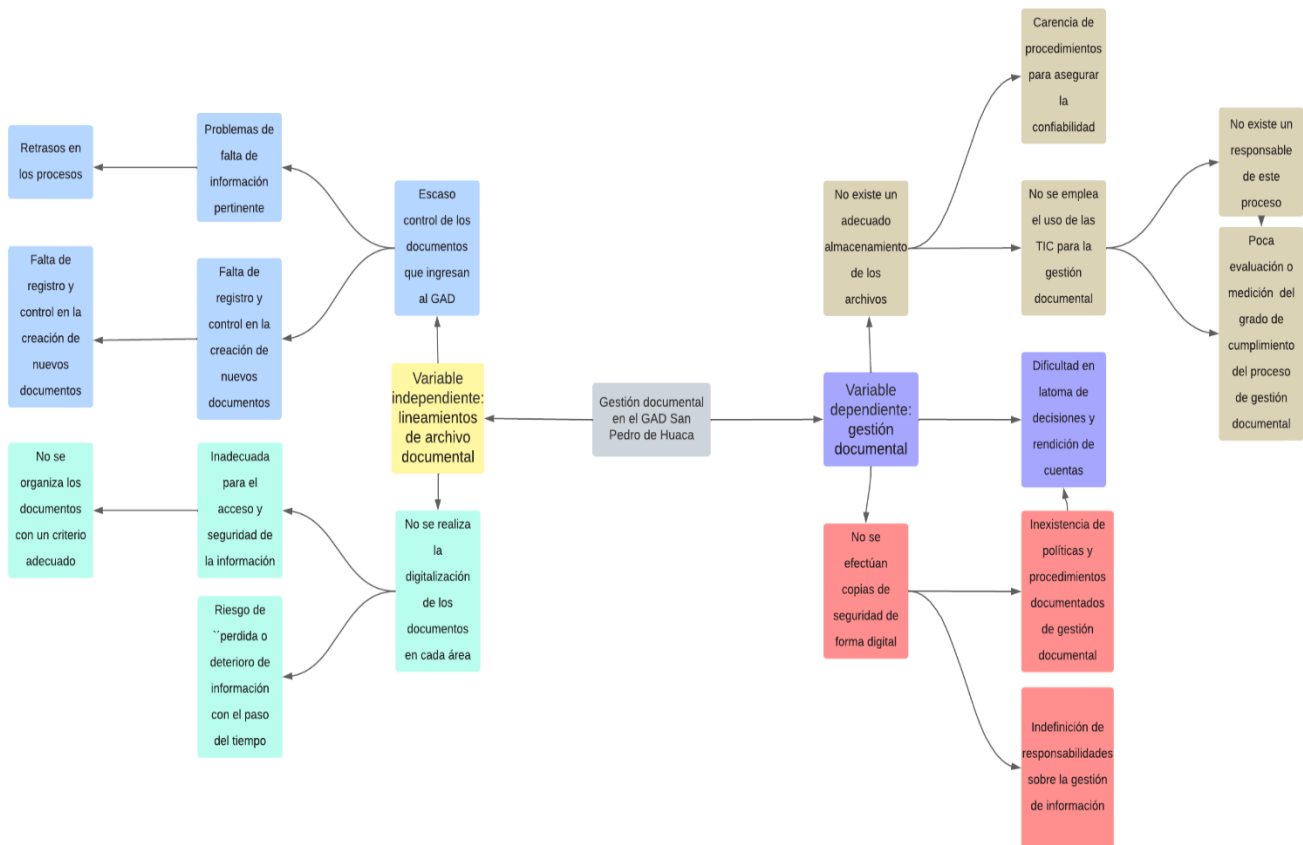 Carencia de
procedimientos
para asegurar
la
confiabilidad
Retrasos en
los procesos
Problemas de
falta de
información
pertinente
Escaso
control de los
documentos
que ingresan
al GAD
No existe un
adecuado
almacenamiento
de los
archivos
No se emplea
el uso de las
TIC para la
gestión
documental
No existe un
responsable
de este
proceso
Poca
evaluación o
medición del
grado de
cumplimiento
del proceso
de gestión
documental
Falta de
registro y
control en la
creación de
nuevos
documentos
Falta de
registro y
control en la
creación de
nuevos
documentos
Variable
independiente:
lineamientos
de archivo
documental
Gestión documental
en el GAD San
Pedro de Huaca
Variable
dependiente:
gestión
documental
Dificultad en
latoma de
decisiones y
rendición de
cuentas
No se
organiza los
documentos
con un criterio
adecuado
Inadecuada
para el
acceso y
seguridad de
la información
No se realiza
la
digitalización
de los
documentos
en cada área
No se
efectúan
copias de
seguridad de
forma digital
Inexistencia de
políticas y
procedimientos
documentados
de gestión
documental
Riesgo de
``perdida o
deterioro de
información
con el paso
del tiempo
Indefinición de
responsabilidades
sobre la gestión
de información